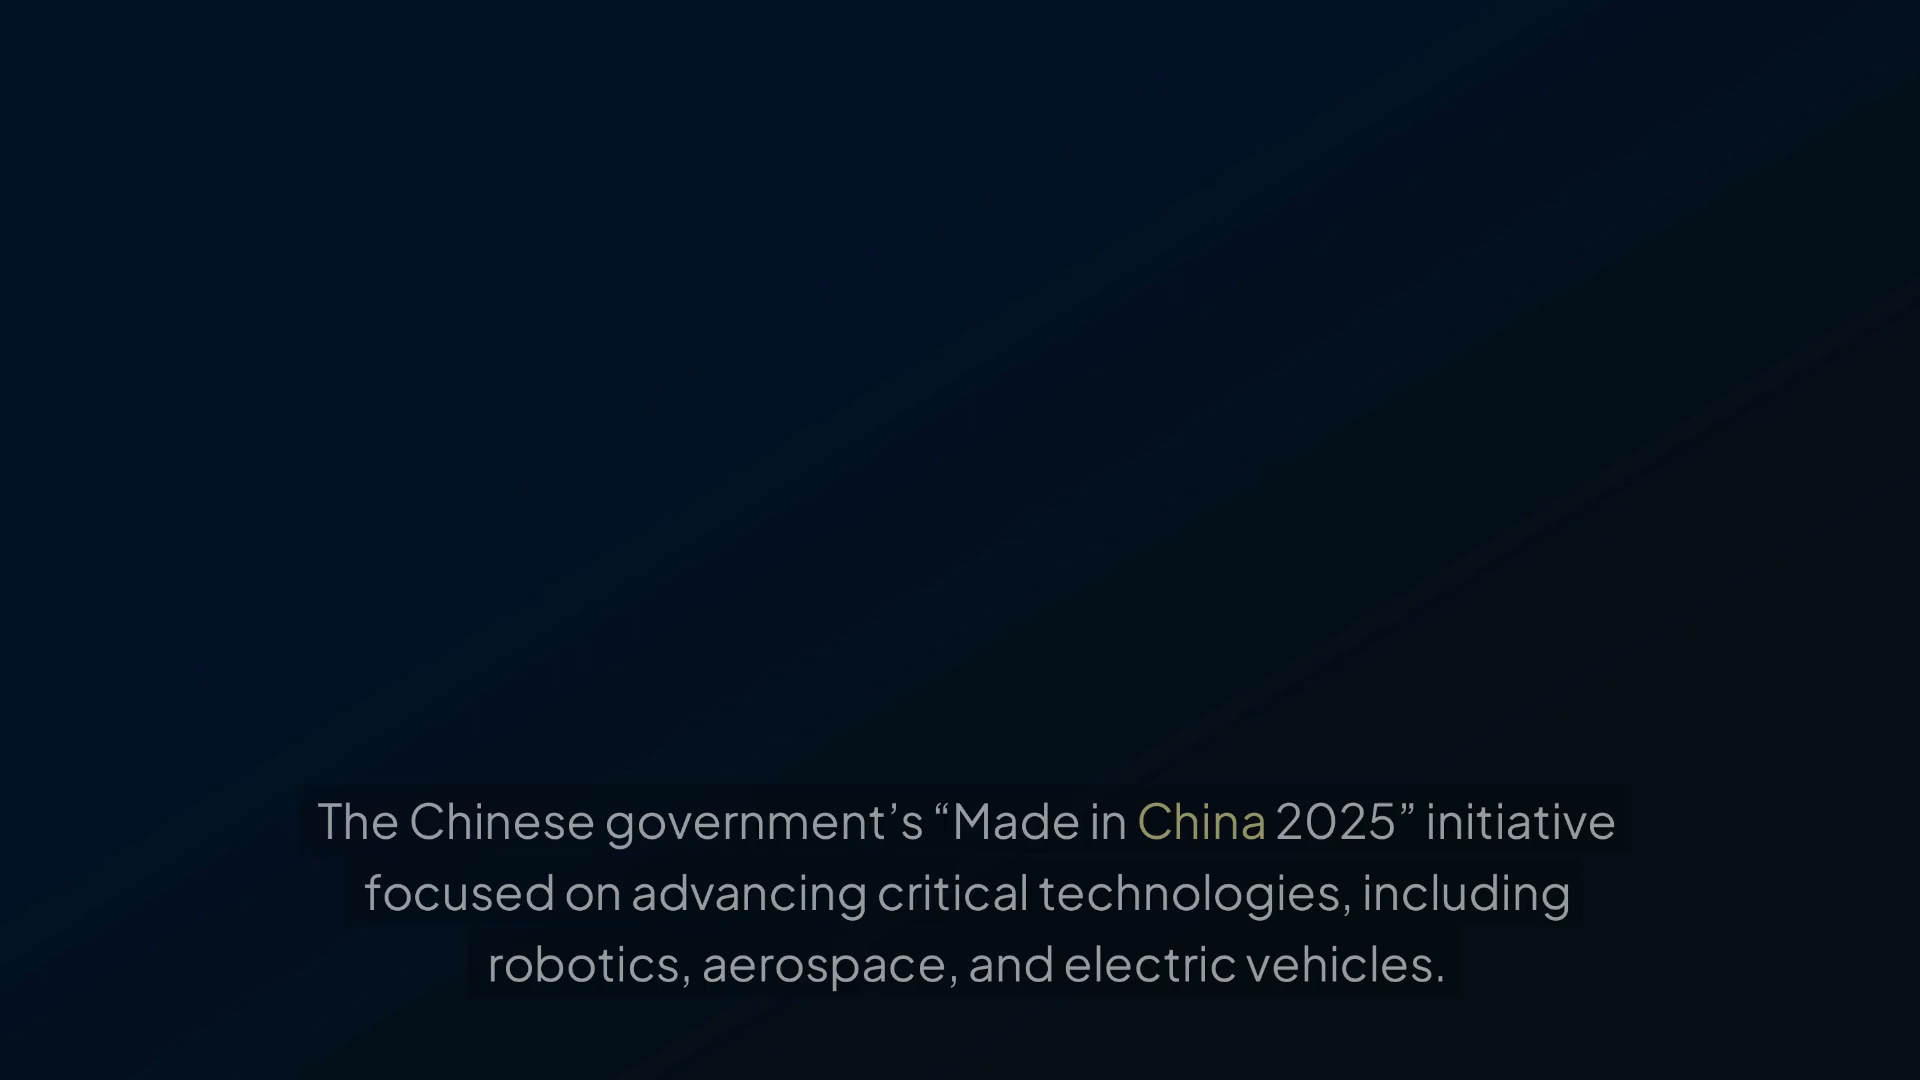 The Chinese government’s “Made in China 2025” initiative
focused on advancing critical technologies, including
robotics, aerospace, and electric vehicles.